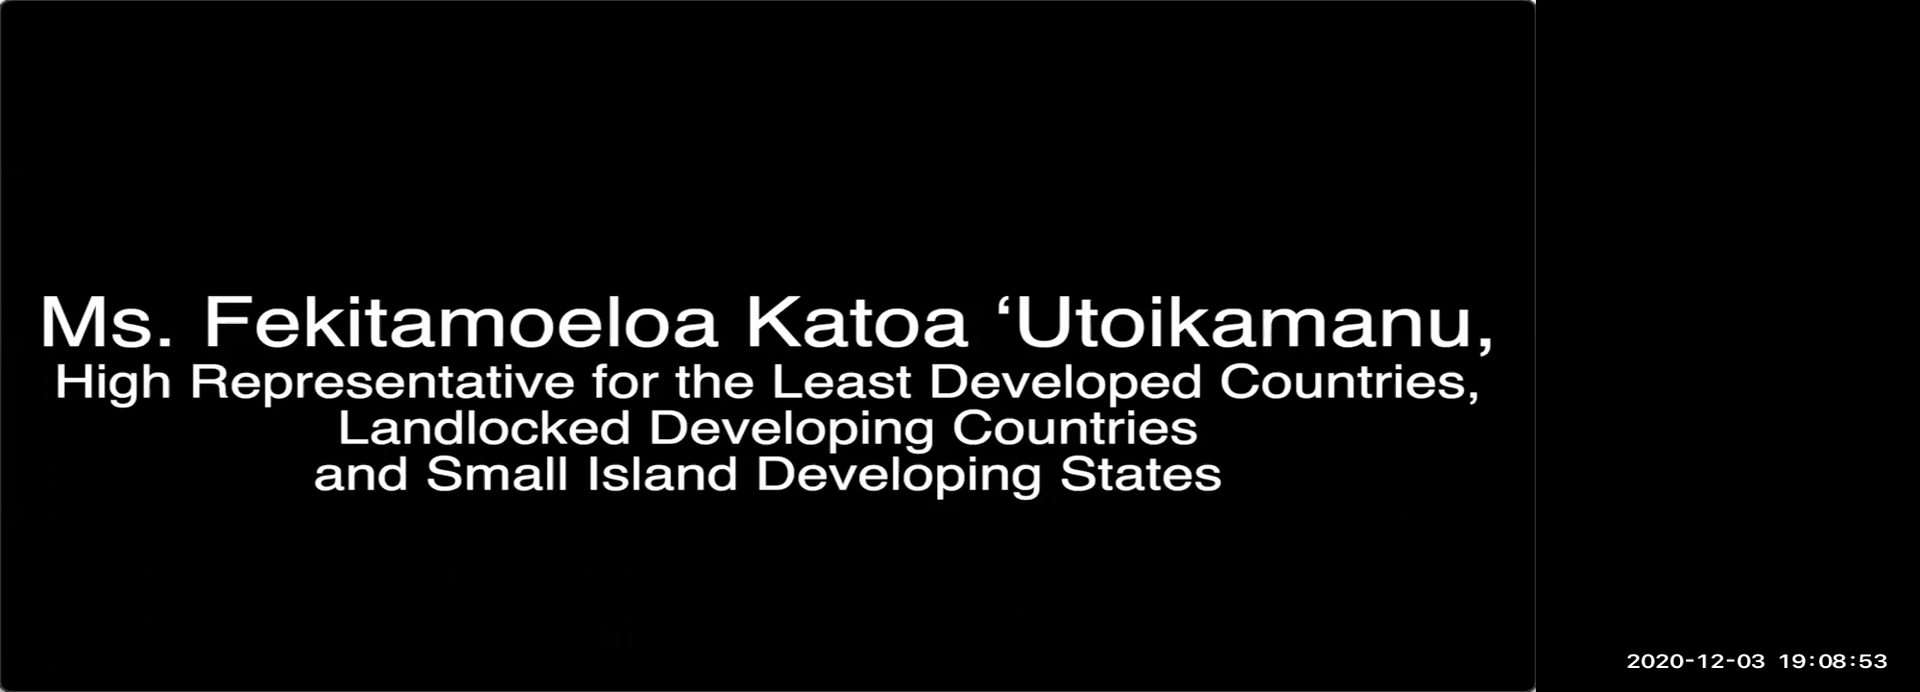 Ms. Fekitamoeloa Katoa ‘Utoikamanu,
High Representative for the Least Developed Countries,
Landlocked Developing Countries
and Small Island Developing States
2020-12-03 19:08:53